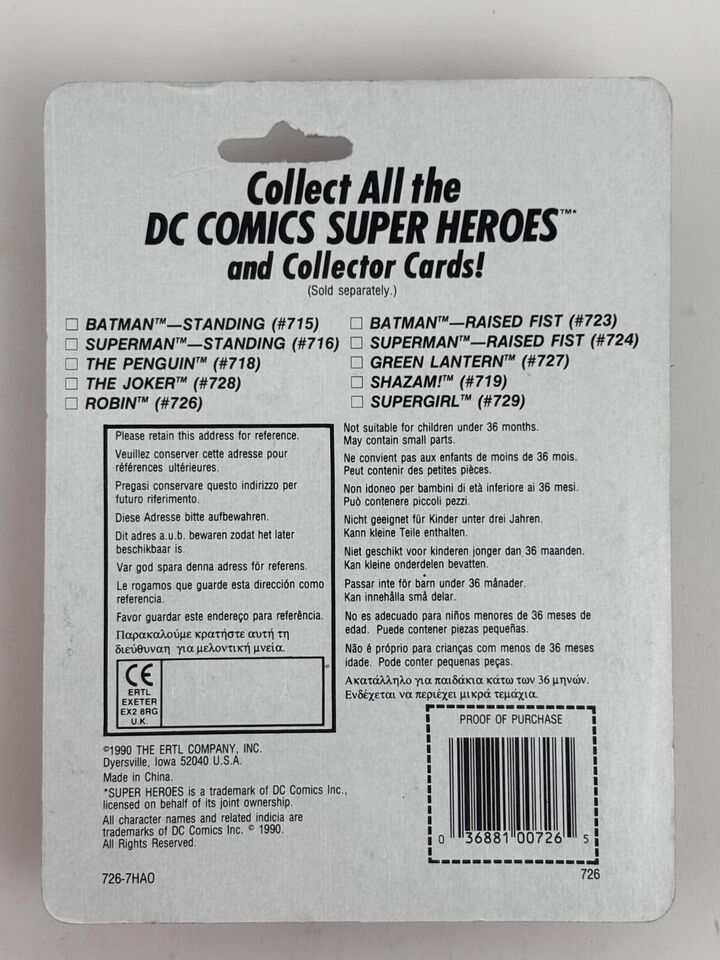 Collect All the
DC COMICS SUPER HEROES™*
and Collector Cards!
(Sold separately.)
☐ BATMAN™—STANDING (#715)
☐ SUPERMAN™—STANDING (#716)
☐ THE PENGUIN™ (#718)
☐ THE JOKER™ (#728)
☐ ROBIN™ (#726)
☐ BATMAN™—RAISED FIST (#723)
☐ SUPERMAN™—RAISED FIST (#724)
☐ GREEN LANTERN™ (#727)
☐ SHAZAM!™ (#719)
☐ SUPERGIRL™ (#729)
Please retain this address for reference.
Veuillez conserver cette adresse pour
références ultérieures.
Pregasi conservare questo indirizzo per
futuro riferimento.
Diese Adresse bitte aufbewahren.
Dit adres a.u.b. bewaren zodat het later
beschikbaar is.
Var god spara denna adress för referens.
Le rogamos que guarde esta dirección como
referencia.
Favor guardar este endereço para referência.
Παρακαλούμε κρατήστε αυτή τη
διεύθυναη για μελοντική μνεία.
CE
ERTL
EXETER
EX2 8RG
U.K.
Not suitable for children under 36 months.
May contain small parts.
Ne convient pas aux enfants de moins de 36 mois.
Peut contenir des petites pièces.
Non idoneo per bambini di età inferiore ai 36 mesi.
Può contenere piccoli pezzi.
Nicht geeignet für Kinder unter drei Jahren.
Kann kleine Teile enthalten.
Niet geschikt voor kinderen jonger dan 36 maanden.
Kan kleine onderdelen bevatten.
Passar inte för barn under 36 månader.
Kan innehålla små delar.
No es adecuado para niños menores de 36 meses de
edad. Puede contener piezas pequeñas.
Não é próprio para crianças com menos de 36 meses
idade. Pode conter pequenas peças.
Ακατάλληλο για παιδάκια κάτω των 36 μηνών.
Ενδέχεται να περιέχει μικρά τεμάχια.
©1990 THE ERTL COMPANY, INC.
Dyersville, Iowa 52040 U.S.A.
Made in China.
*SUPER HEROES is a trademark of DC Comics Inc.,
licensed on behalf of its joint ownership.
All character names and related indicia are
trademarks of DC Comics Inc. © 1990.
All Rights Reserved.
726-7HAO
PROOF OF PURCHASE
0 36881 00726 5
726